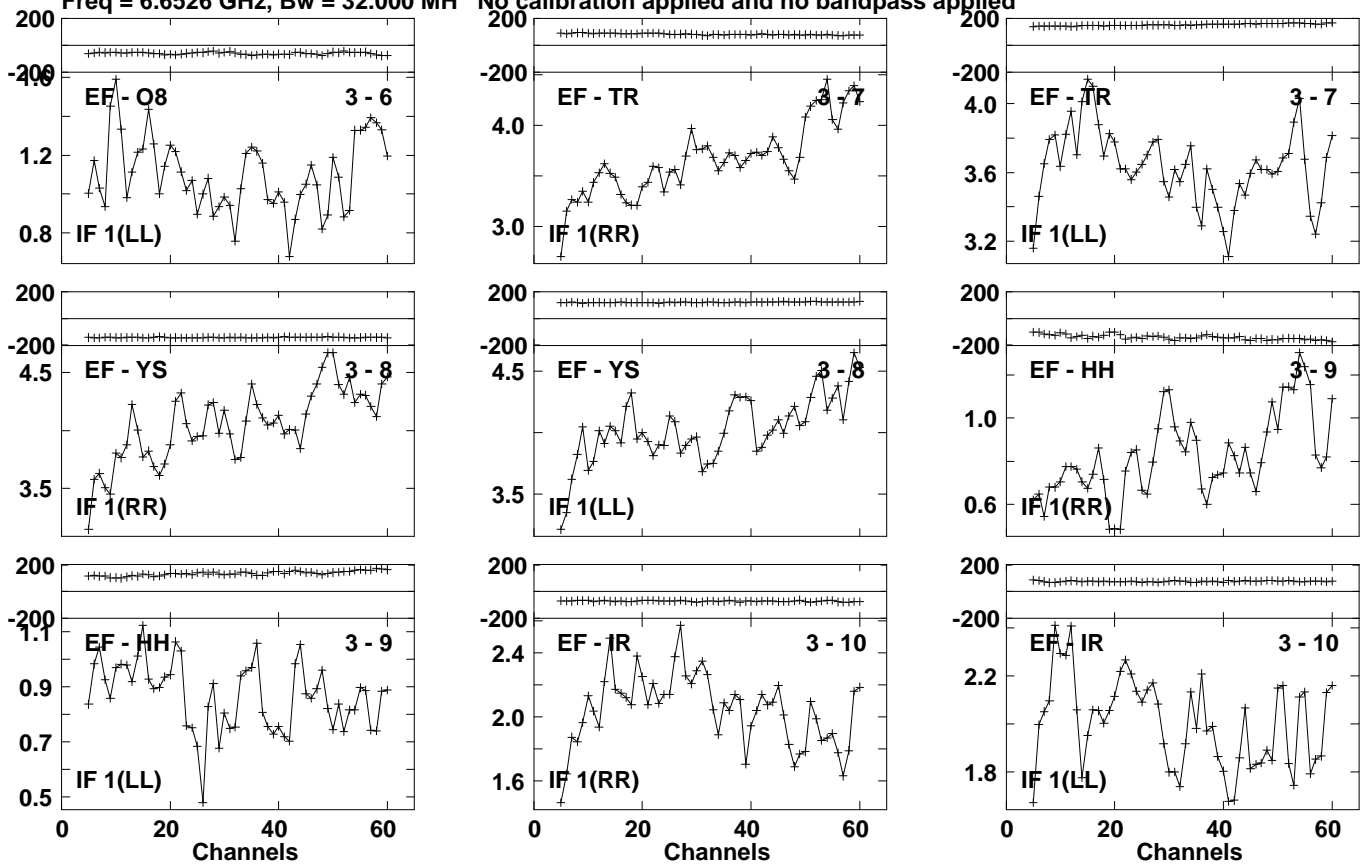 Freq = 6.6526 GHz, Bw = 32.000 MH No calibration applied and no bandpass applied
200 200 200
-200 -200 -200
1.6
EF - O8 3 - 6 EF - TR 3 - 7 EF - TR 3 - 7
4.0 4.0
1.2 3.6
3.0
0.8 3.2
IF 1(LL) IF 1(RR) IF 1(LL)
200 200 200
-200 -200 -200
EF - YS 3 - 8 EF - YS 3 - 8 EF - HH 3 - 9
4.5 4.5
1.0
3.5 3.5 0.6
IF 1(RR) IF 1(LL) IF 1(RR)
200 200 200
-200 -200 -200
1.1
EF - HH 3 - 9 EF - IR 3 - 10 EF - IR 3 - 10
2.4
0.9 2.2
2.0
0.7
1.8
IF 1(LL) IF 1(RR) IF 1(LL)
0.5 1.6
0 20 40 60 0 20 40 60 0 20 40 60
Channels Channels Channels